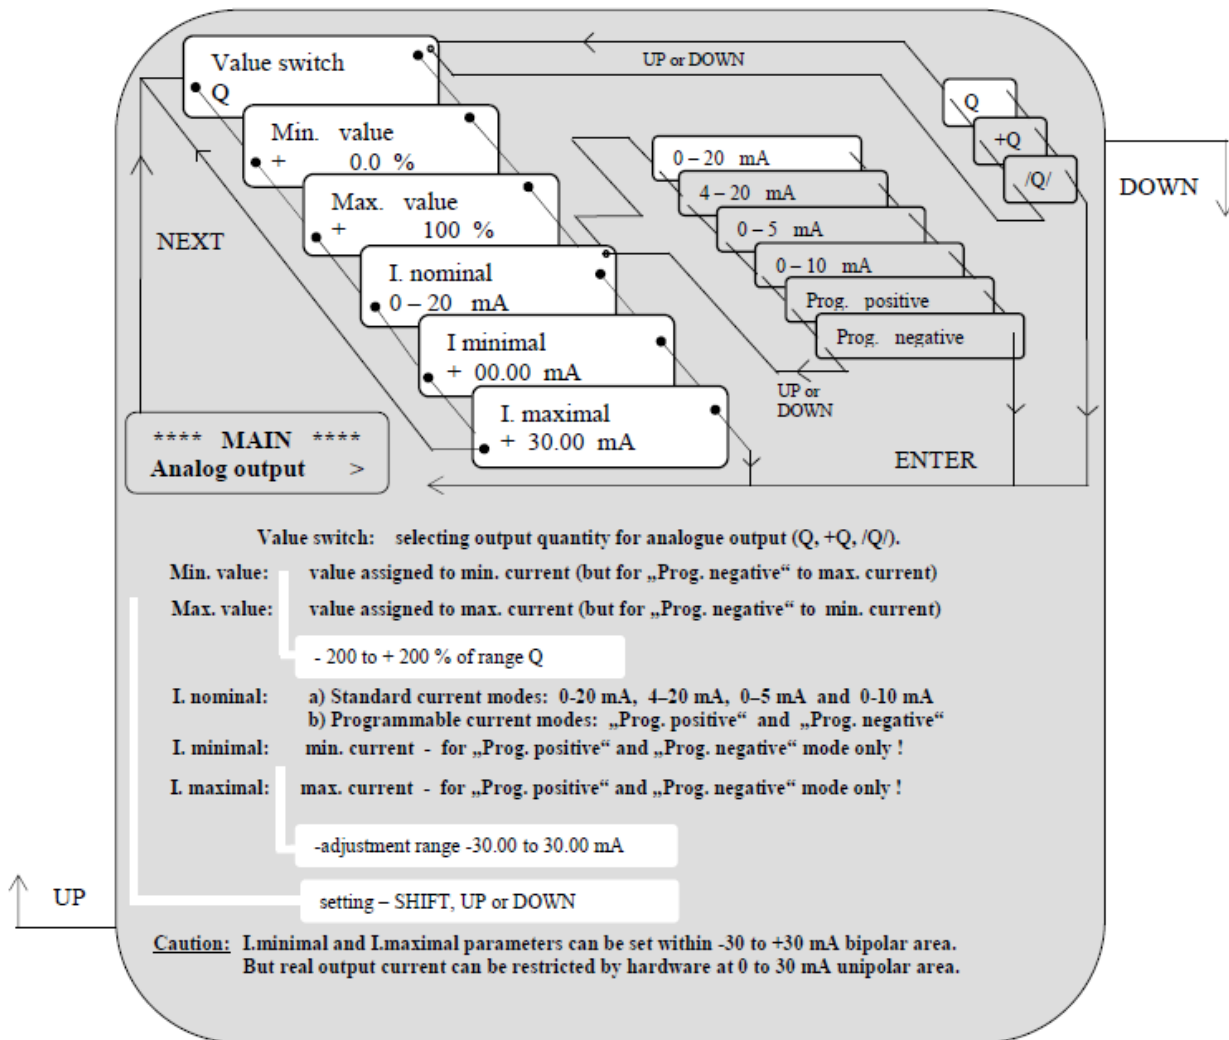 Value switch
Q
Min. value
+ 0.0 %
Max. value
+ 100 %
I. nominal
0 – 20 mA
I minimal
+ 00.00 mA
I. maximal
+ 30.00 mA
UP or DOWN
Q
+Q
/Q/
0 – 20 mA
4 – 20 mA
0 – 5 mA
0 – 10 mA
Prog. positive
Prog. negative
UP or
DOWN
DOWN
NEXT
ENTER
**** MAIN ****
Analog output >
Value switch: selecting output quantity for analogue output (Q, +Q, /Q/).
Min. value: value assigned to min. current (but for „Prog. negative“ to max. current)
Max. value: value assigned to max. current (but for „Prog. negative“ to min. current)
- 200 to + 200 % of range Q
I. nominal: a) Standard current modes: 0-20 mA, 4–20 mA, 0–5 mA and 0-10 mA
b) Programmable current modes: „Prog. positive“ and „Prog. negative“
I. minimal: min. current - for „Prog. positive“ and „Prog. negative“ mode only !
I. maximal: max. current - for „Prog. positive“ and „Prog. negative“ mode only !
-adjustment range -30.00 to 30.00 mA
setting – SHIFT, UP or DOWN
UP
Caution: I.minimal and I.maximal parameters can be set within -30 to +30 mA bipolar area.
But real output current can be restricted by hardware at 0 to 30 mA unipolar area.